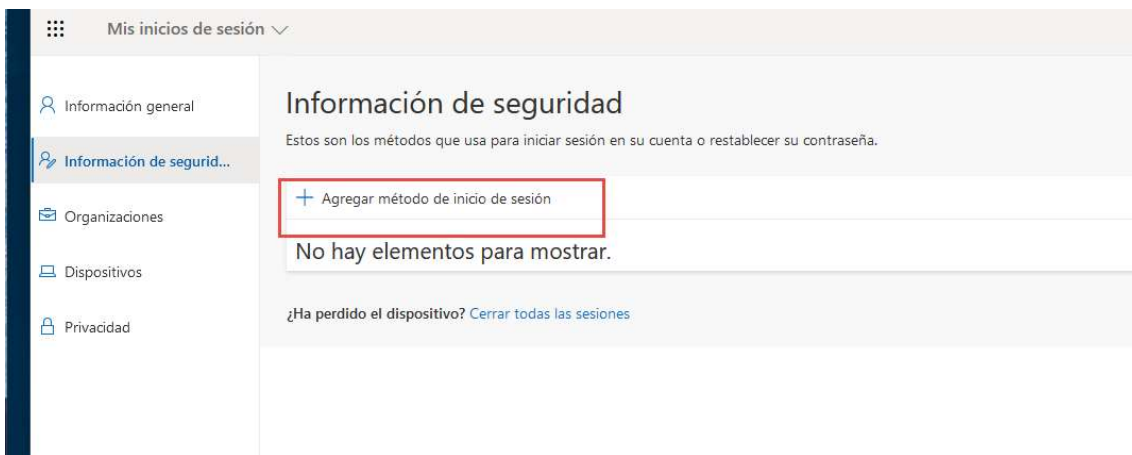 Mis inicios de sesión
Información general
Información de segurid...
Organizaciones
Dispositivos
Privacidad
Información de seguridad
Estos son los métodos que usa para iniciar sesión en su cuenta o restablecer su contraseña.
Agregar método de inicio de sesión
No hay elementos para mostrar.
¿Ha perdido el dispositivo? Cerrar todas las sesiones